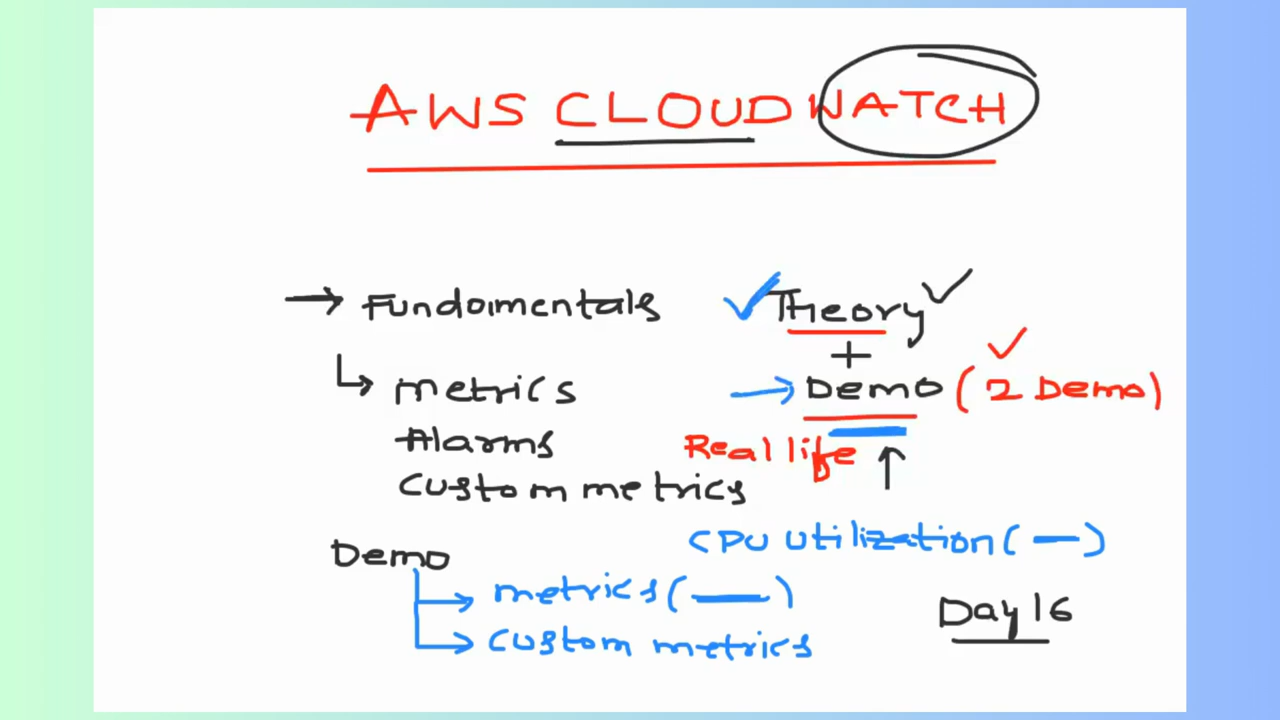 AWS CLOUDWATCH
→ Fundamentals
Theory
+
↳ metrics
Demo (2 Demo)
Alarms
Real life
custom metrics
CPU utilization( — )
Demo
metrics( — )
custom metrics
Day 16